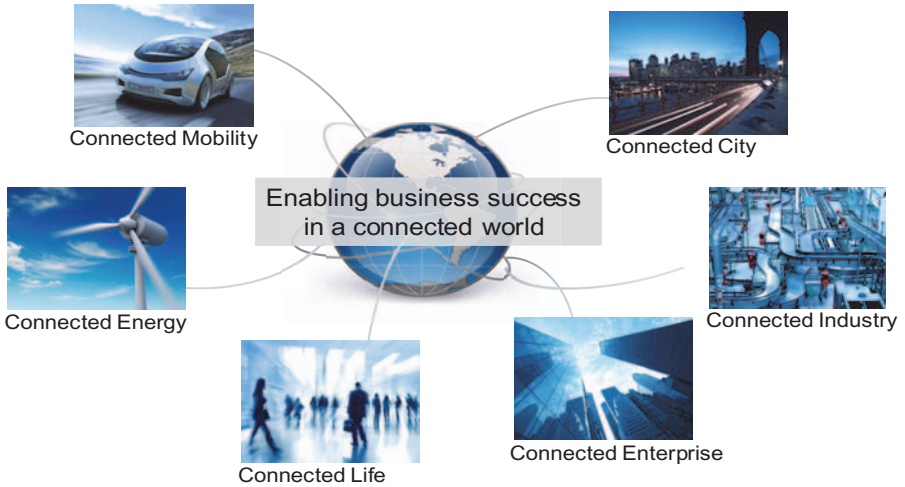 Connected Mobility
Connected City
Enabling business success
in a connected world
Connected Energy
Connected Industry
Connected Life
Connected Enterprise